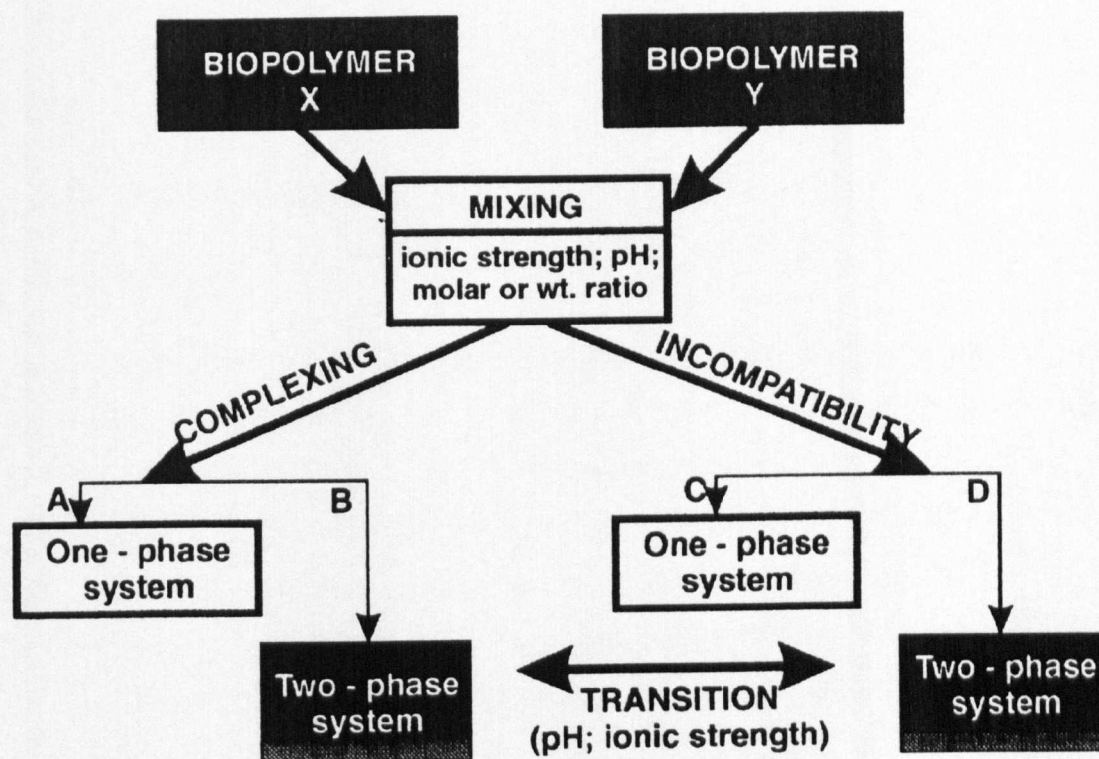 BIOPOLYMER
X
BIOPOLYMER
Y
MIXING
ionic strength; pH;
molar or wt. ratio
COMPLEXING
INCOMPATIBILITY
A
B
C
D
One - phase
system
One - phase
system
Two - phase
system
TRANSITION
(pH; ionic strength)
Two - phase
system